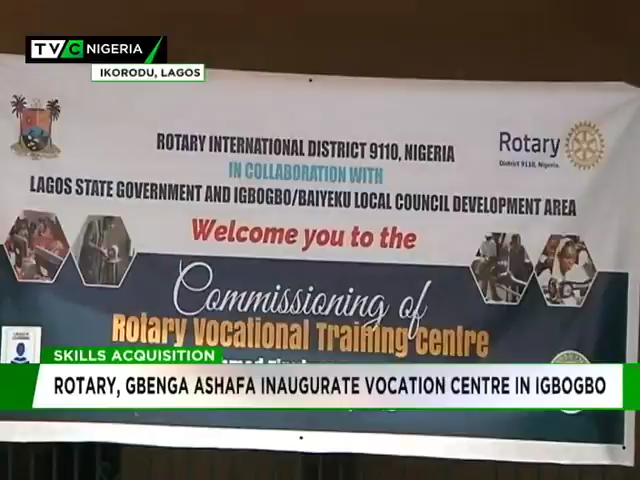 TVC NIGERIA
IKORODU, LAGOS
ROTARY INTERNATIONAL DISTRICT 9110, NIGERIA
IN COLLABORATION WITH
LAGOS STATE GOVERNMENT AND IGBOGBO/BAIYEKU LOCAL COUNCIL DEVELOPMENT AREA
Rotary
District 9110, Nigeria.
Welcome you to the
Commissioning of
Rotary Vocational Training Centre
SKILLS ACQUISITION
ROTARY, GBENGA ASHAFA INAUGURATE VOCATION CENTRE IN IGBOGBO